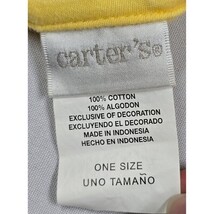 carter's®
100% COTTON
100% ALGODON
EXCLUSIVE OF DECORATION
EXCLUYENDO EL DECORADO
MADE IN INDONESIA
HECHO EN INDONESIA
ONE SIZE
UNO TAMAÑO